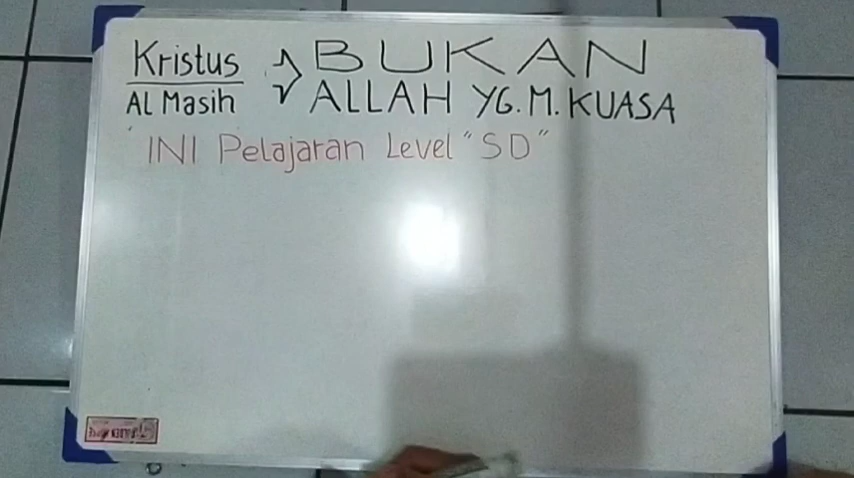 Kristus BUKAN
Al Masih ALLAH YG. M. KUASA
INI Pelajaran Level "SD"